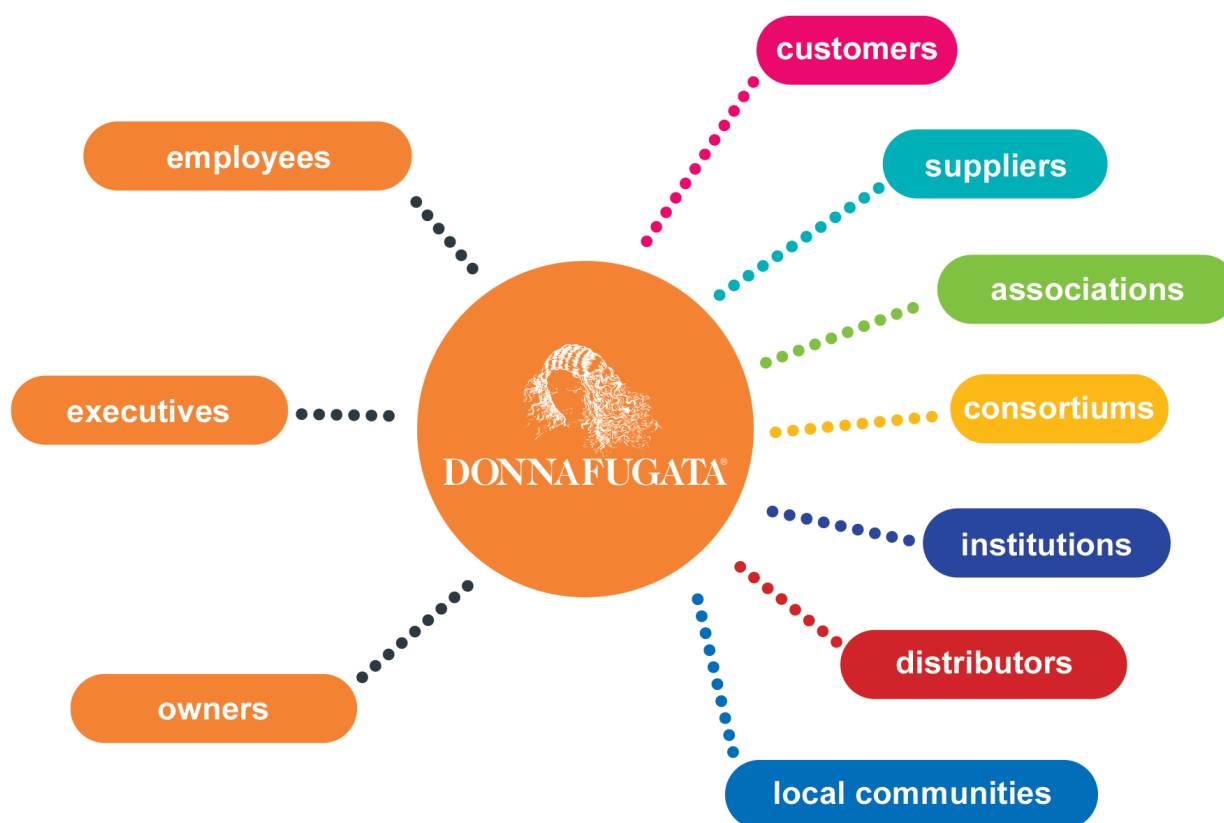 customers
employees
suppliers
associations
executives
consortiums
DONNAFUGATA®
institutions
distributors
owners
local communities